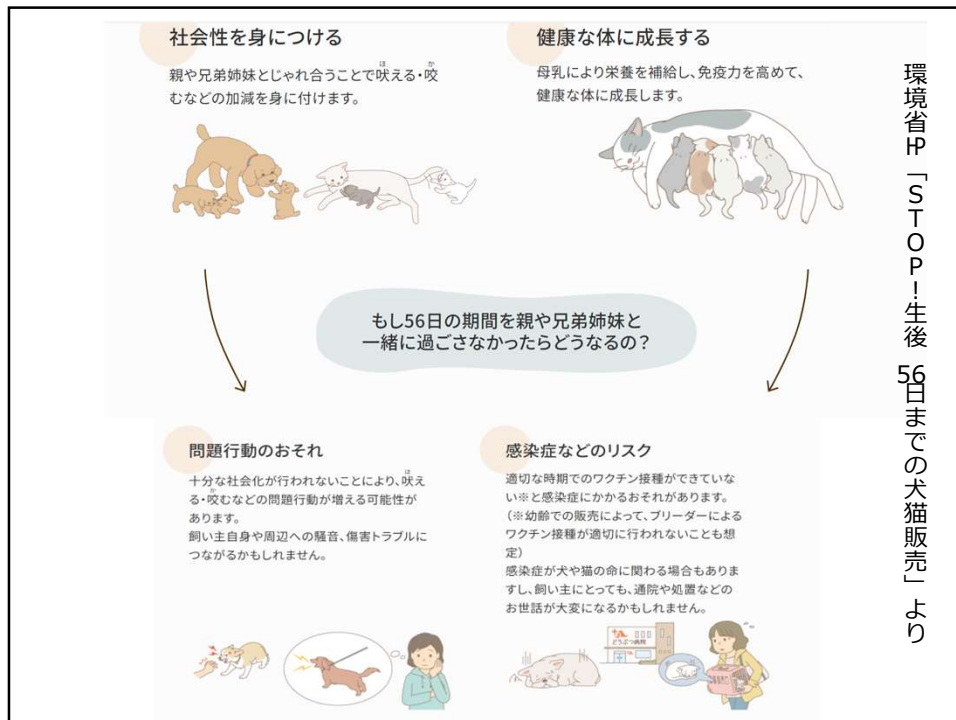 社会性を身につける
親や兄弟姉妹とじゃれ合うことで吠える・咬
むなどの加減を身に付けます。
健康な体に成長する
母乳により栄養を補給し、免疫力を高めて、
健康な体に成長します。
もし56日の期間を親や兄弟姉妹と
一緒に過ごさなかったらどうなるの？
問題行動のおそれ
十分な社会化が行われないことにより、吠え
る・咬むなどの問題行動が増える可能性が
あります。
飼い主自身や周辺への騒音、傷害トラブルに
つながるかもしれません。
感染症などのリスク
適切な時期でのワクチン接種ができていな
い※と感染症にかかるおそれがあります。
（※幼齢での販売によって、ブリーダーによる
ワクチン接種が適切に行われないことも想
定）
感染症が犬や猫の命に関わる場合もありま
すし、飼い主にとっても、通院や処置などの
お世話が大変になるかもしれません。
どうぶつ病院
環境省HP「STOP！生後56日までの犬猫販売」より